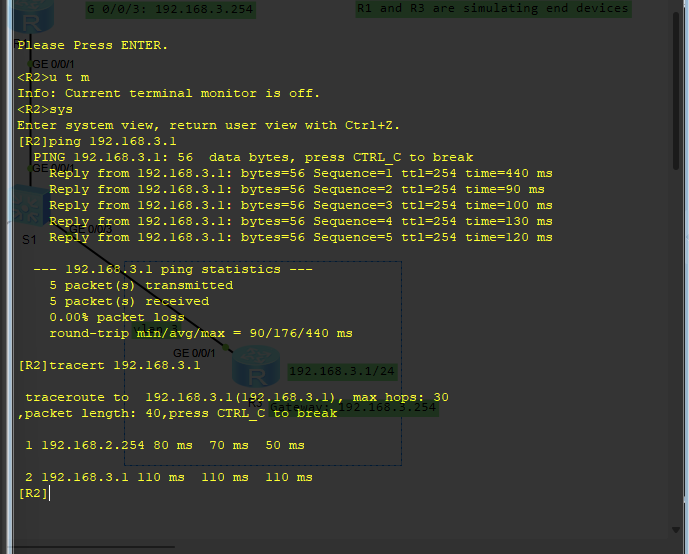 G 0/0/3: 192.168.3.254
R1 and R3 are simulating end devices
Please Press ENTER.
GE 0/0/1
<R2>u t m
Info: Current terminal monitor is off.
<R2>sys
Enter system view, return user view with Ctrl+Z.
[R2]ping 192.168.3.1
PING 192.168.3.1: 56  data bytes, press CTRL_C to break
GE 0/0/1
Reply from 192.168.3.1: bytes=56 Sequence=1 ttl=254 time=440 ms
Reply from 192.168.3.1: bytes=56 Sequence=2 ttl=254 time=90 ms
Reply from 192.168.3.1: bytes=56 Sequence=3 ttl=254 time=100 ms
Reply from 192.168.3.1: bytes=56 Sequence=4 ttl=254 time=130 ms
GE 0/0/3
Reply from 192.168.3.1: bytes=56 Sequence=5 ttl=254 time=120 ms
S1
--- 192.168.3.1 ping statistics ---
5 packet(s) transmitted
5 packet(s) received
0.00% packet loss
round-trip min/avg/max = 90/176/440 ms
GE 0/0/1
[R2]tracert 192.168.3.1
192.168.3.1/24
traceroute to  192.168.3.1(192.168.3.1), max hops: 30
Gateway: 192.168.3.254
,packet length: 40,press CTRL_C to break
1 192.168.2.254 80 ms  70 ms  50 ms
2 192.168.3.1 110 ms  110 ms  110 ms
[R2]